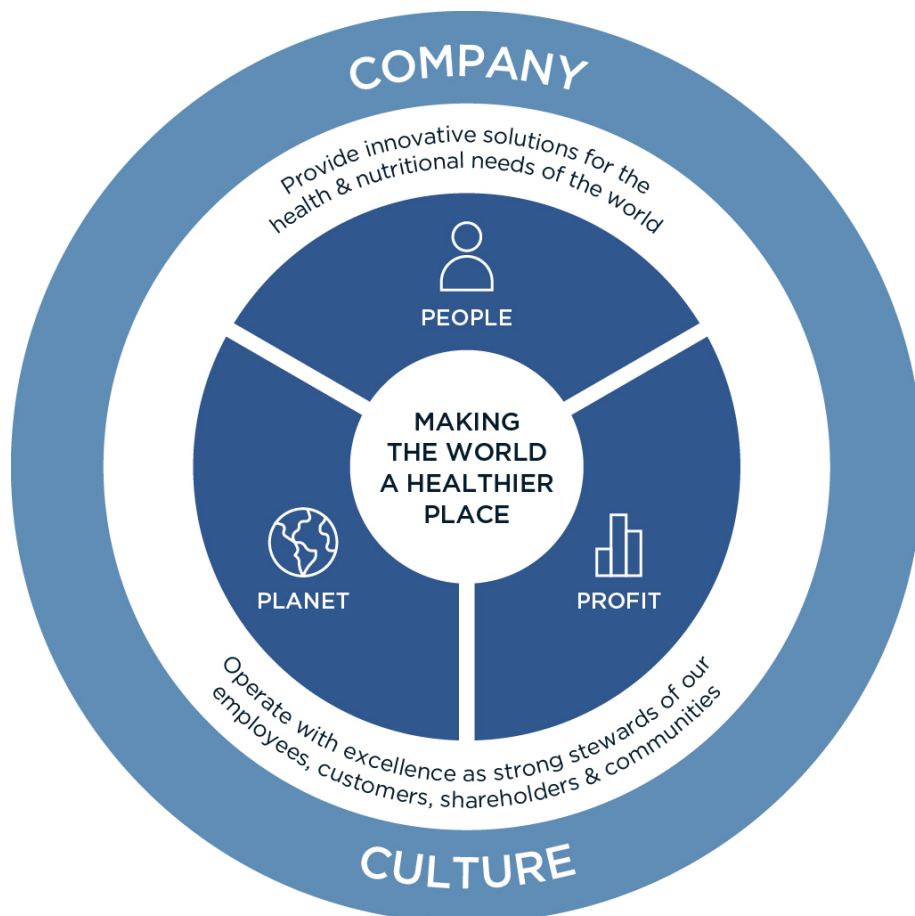 COMPANY
Provide innovative solutions for the
health & nutritional needs of the world
PEOPLE
MAKING
THE WORLD
A HEALTHIER
PLACE
PLANET
PROFIT
Operate with excellence as strong stewards of our
employees, customers, shareholders & communities
CULTURE